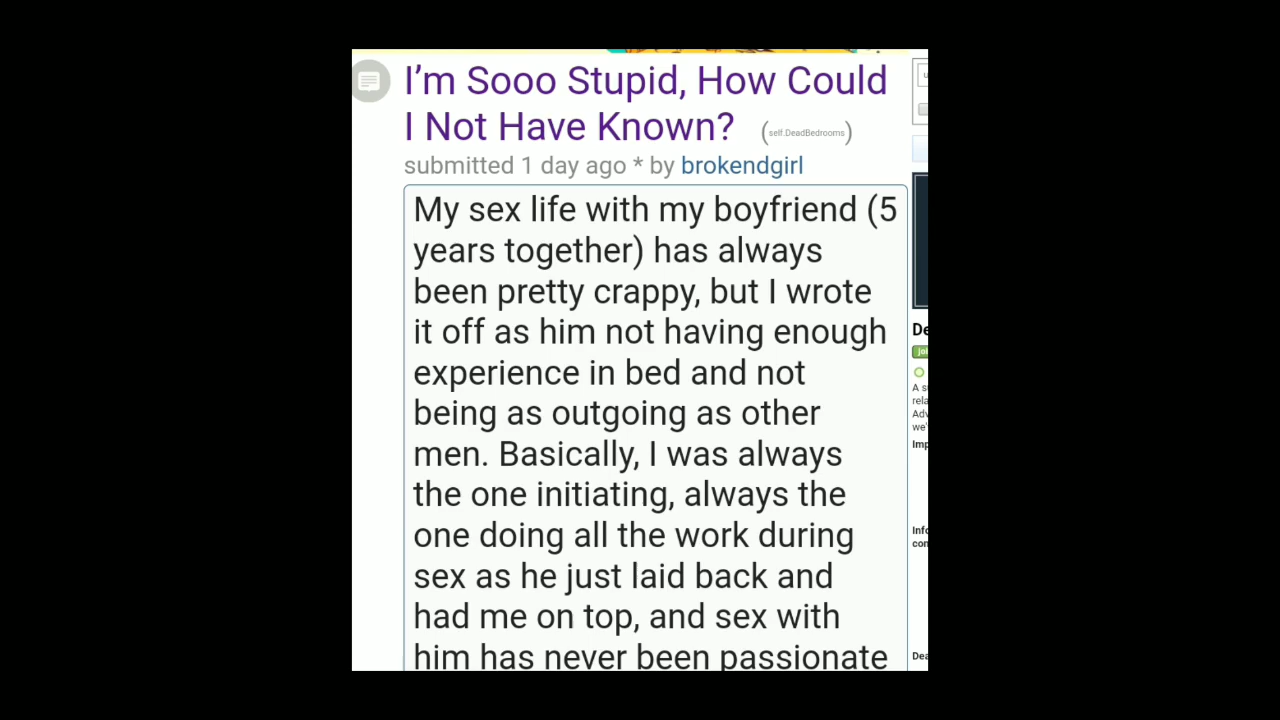 I’m Sooo Stupid, How Could
I Not Have Known? (self.DeadBedrooms)
submitted 1 day ago * by brokendgirl
My sex life with my boyfriend (5
years together) has always
been pretty crappy, but I wrote
it off as him not having enough
experience in bed and not
being as outgoing as other
men. Basically, I was always
the one initiating, always the
one doing all the work during
sex as he just laid back and
had me on top, and sex with
him has never been passionate